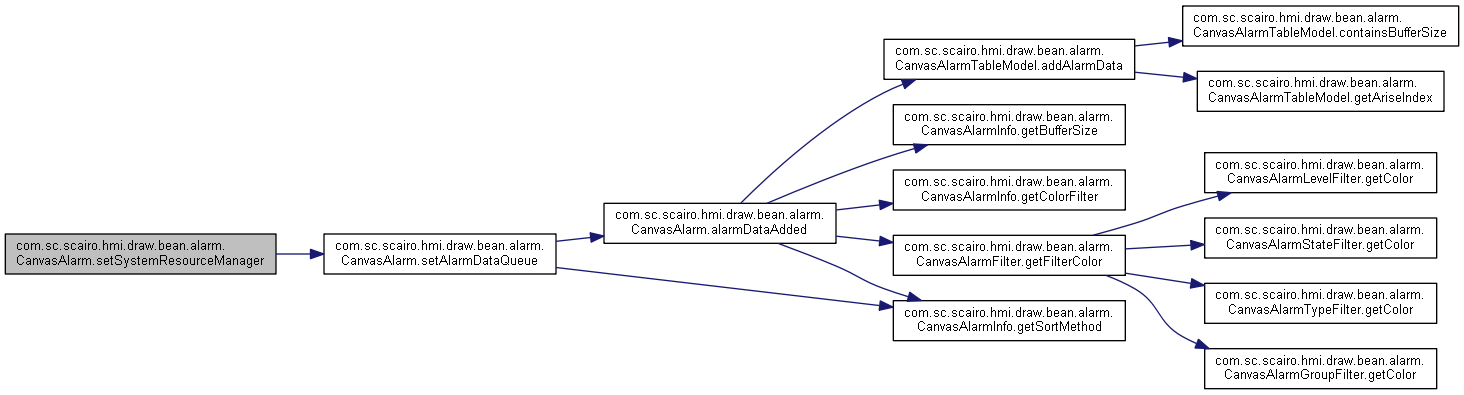 com.sc.scairo.hmi.draw.bean.alarm.
CanvasAlarm.setSystemResourceManager
com.sc.scairo.hmi.draw.bean.alarm.
CanvasAlarm.setAlarmDataQueue
com.sc.scairo.hmi.draw.bean.alarm.
CanvasAlarm.alarmDataAdded
com.sc.scairo.hmi.draw.bean.alarm.
CanvasAlarmTableModel.addAlarmData
com.sc.scairo.hmi.draw.bean.alarm.
CanvasAlarmInfo.getBufferSize
com.sc.scairo.hmi.draw.bean.alarm.
CanvasAlarmInfo.getColorFilter
com.sc.scairo.hmi.draw.bean.alarm.
CanvasAlarmFilter.getFilterColor
com.sc.scairo.hmi.draw.bean.alarm.
CanvasAlarmInfo.getSortMethod
com.sc.scairo.hmi.draw.bean.alarm.
CanvasAlarmTableModel.containsBufferSize
com.sc.scairo.hmi.draw.bean.alarm.
CanvasAlarmTableModel.getAriseIndex
com.sc.scairo.hmi.draw.bean.alarm.
CanvasAlarmLevelFilter.getColor
com.sc.scairo.hmi.draw.bean.alarm.
CanvasAlarmStateFilter.getColor
com.sc.scairo.hmi.draw.bean.alarm.
CanvasAlarmTypeFilter.getColor
com.sc.scairo.hmi.draw.bean.alarm.
CanvasAlarmGroupFilter.getColor